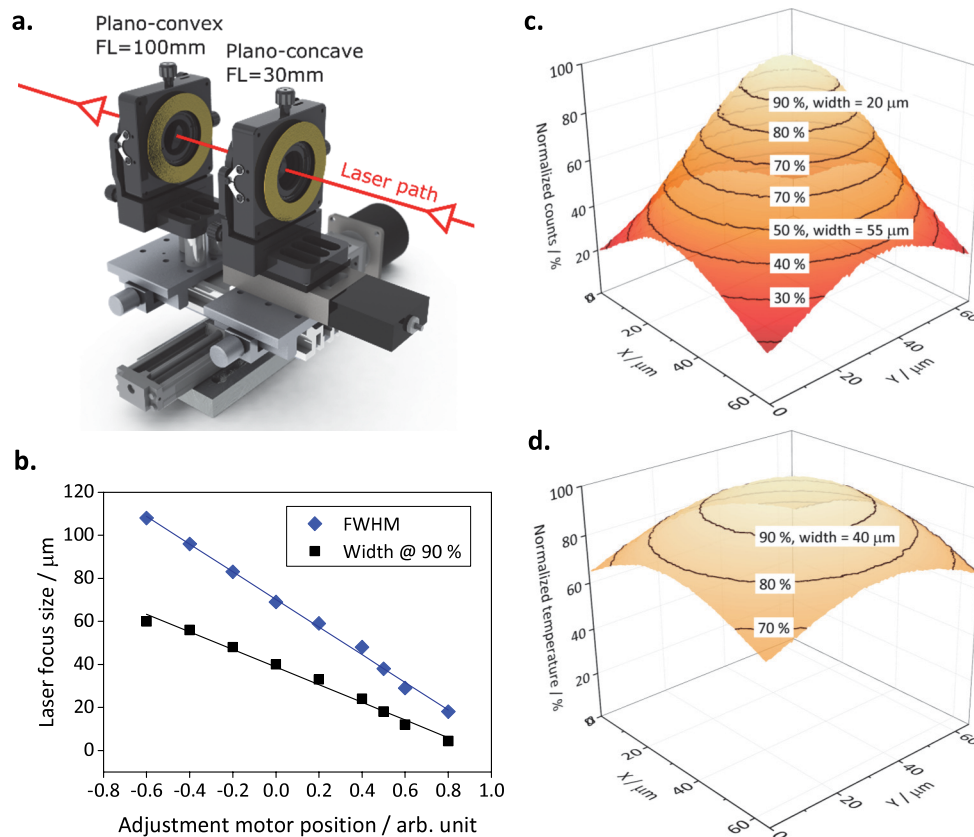 a.
Plano-convex
FL=100mm
Plano-concave
FL=30mm
Laser path
b.
120
100
80
60
40
20
0
Laser focus size / μm
FWHM
Width @ 90 %
-0.8 -0.6 -0.4 -0.2 0.0 0.2 0.4 0.6 0.8 1.0
Adjustment motor position / arb. unit
c.
100
80
60
40
20
Normalized counts / %
90 %, width = 20 μm
80 %
70 %
70 %
50 %, width = 55 μm
40 %
30 %
20
40
60
X / μm
0
20
40
60
Y / μm
d.
100
80
60
40
20
Normalized temperature / %
90 %, width = 40 μm
80 %
70 %
20
40
60
X / μm
0
20
40
60
Y / μm